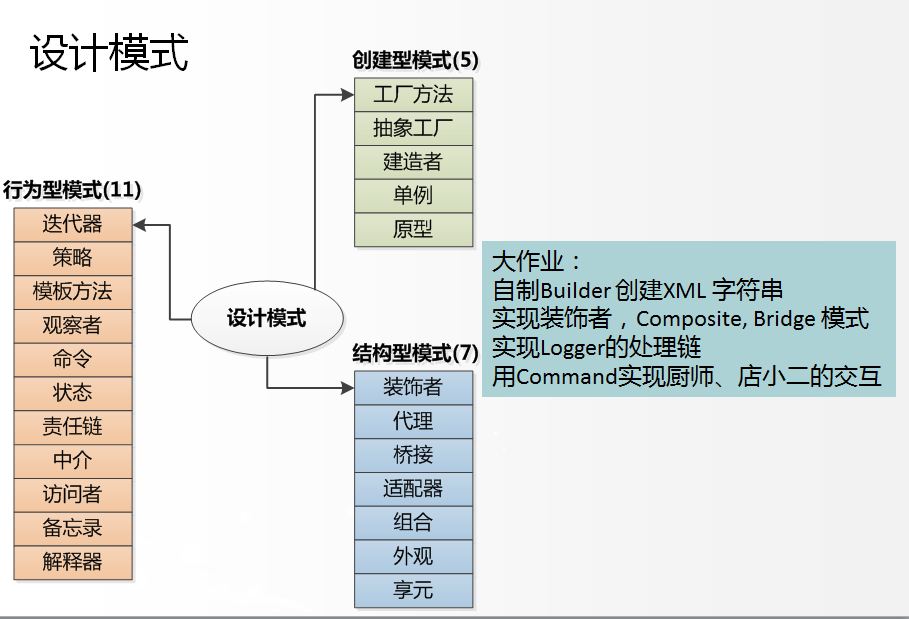 设计模式
创建型模式(5)
工厂方法
抽象工厂
建造者
单例
原型
行为型模式(11)
迭代器
策略
模板方法
观察者
命令
状态
责任链
中介
访问者
备忘录
解释器
设计模式
结构型模式(7)
装饰者
代理
桥接
适配器
组合
外观
享元
大作业：
自制Builder 创建XML 字符串
实现装饰者，Composite, Bridge 模式
实现Logger的处理链
用Command实现厨师、店小二的交互